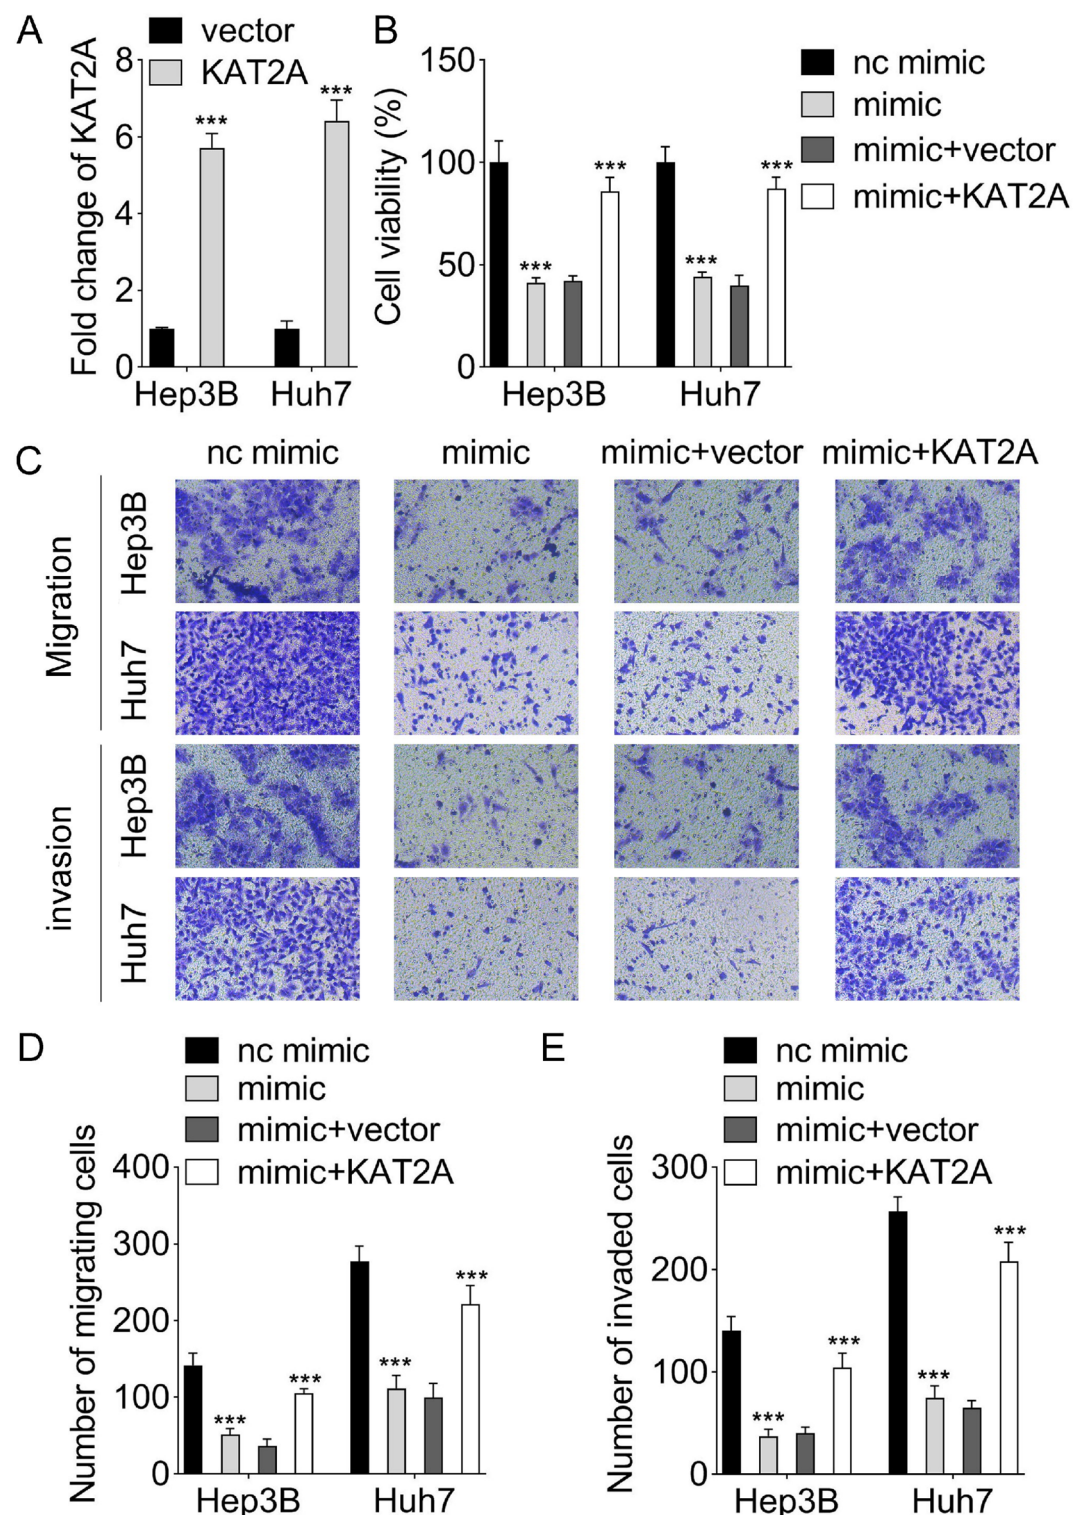 A
vector
KAT2A
Fold change of KAT2A
8
6
4
2
0
***
***
Hep3B
Huh7
B
nc mimic
mimic
mimic+vector
mimic+KAT2A
Cell viability (%)
150
100
50
0
***
***
***
***
Hep3B
Huh7
C
nc mimic
mimic
mimic+vector
mimic+KAT2A
Migration
Hep3B
Huh7
invasion
Hep3B
Huh7
D
nc mimic
mimic
mimic+vector
mimic+KAT2A
Number of migrating cells
400
300
200
100
0
***
***
***
***
Hep3B
Huh7
E
nc mimic
mimic
mimic+vector
mimic+KAT2A
Number of invaded cells
300
200
100
0
***
***
***
***
Hep3B
Huh7